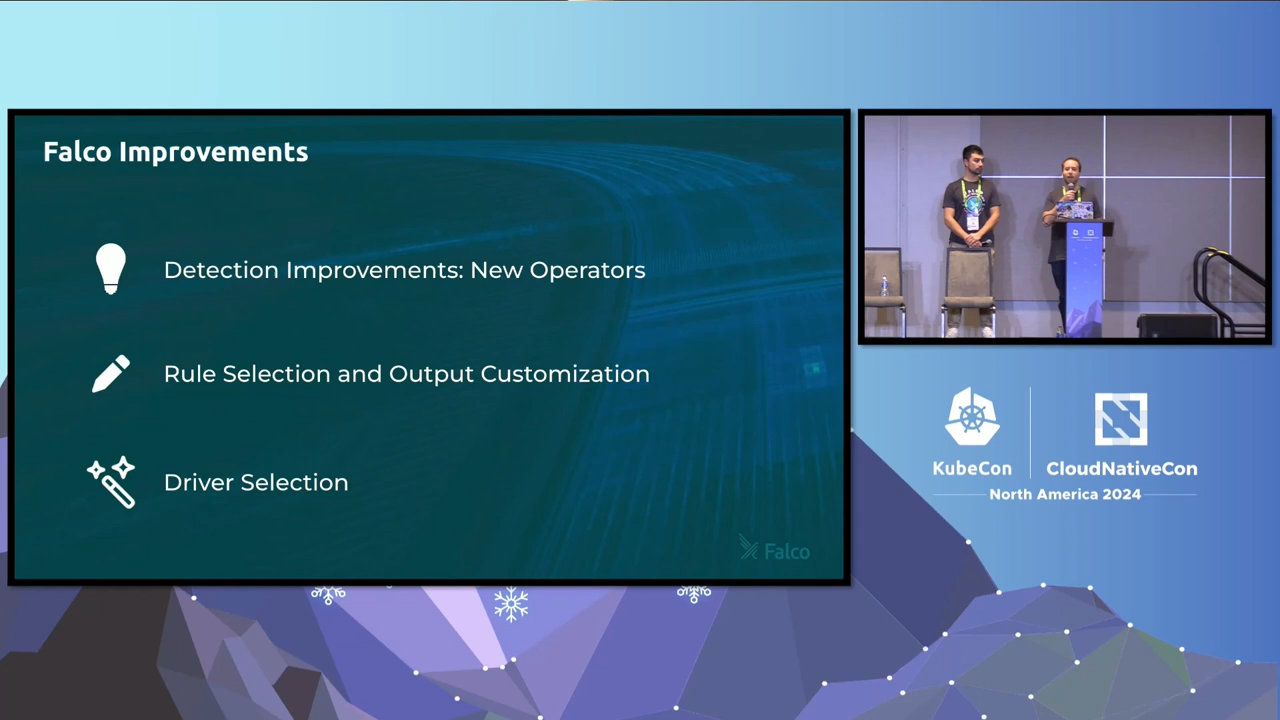 Falco Improvements
Detection Improvements: New Operators
Rule Selection and Output Customization
Driver Selection
Falco
KubeCon
CloudNativeCon
North America 2024